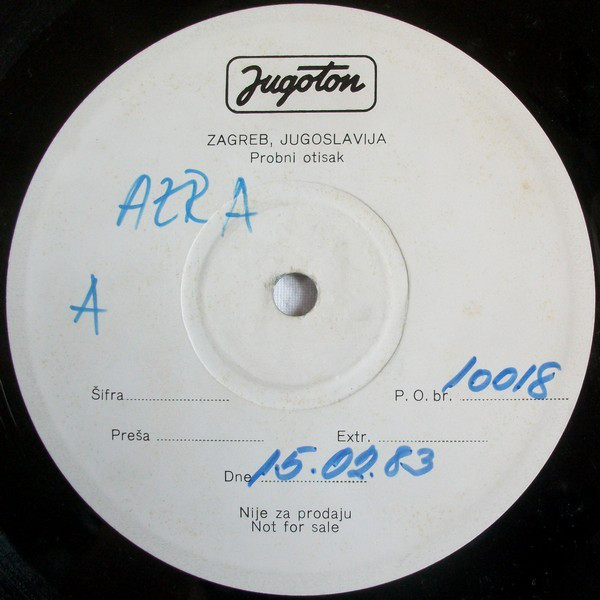 Jugoton
ZAGREB, JUGOSLAVIJA
Probni otisak
AZRA
A
Šifra.................... P. O. br. 10018
Preša .................... Extr. ....................
Dne 15.02.83
Nije za prodaju
Not for sale